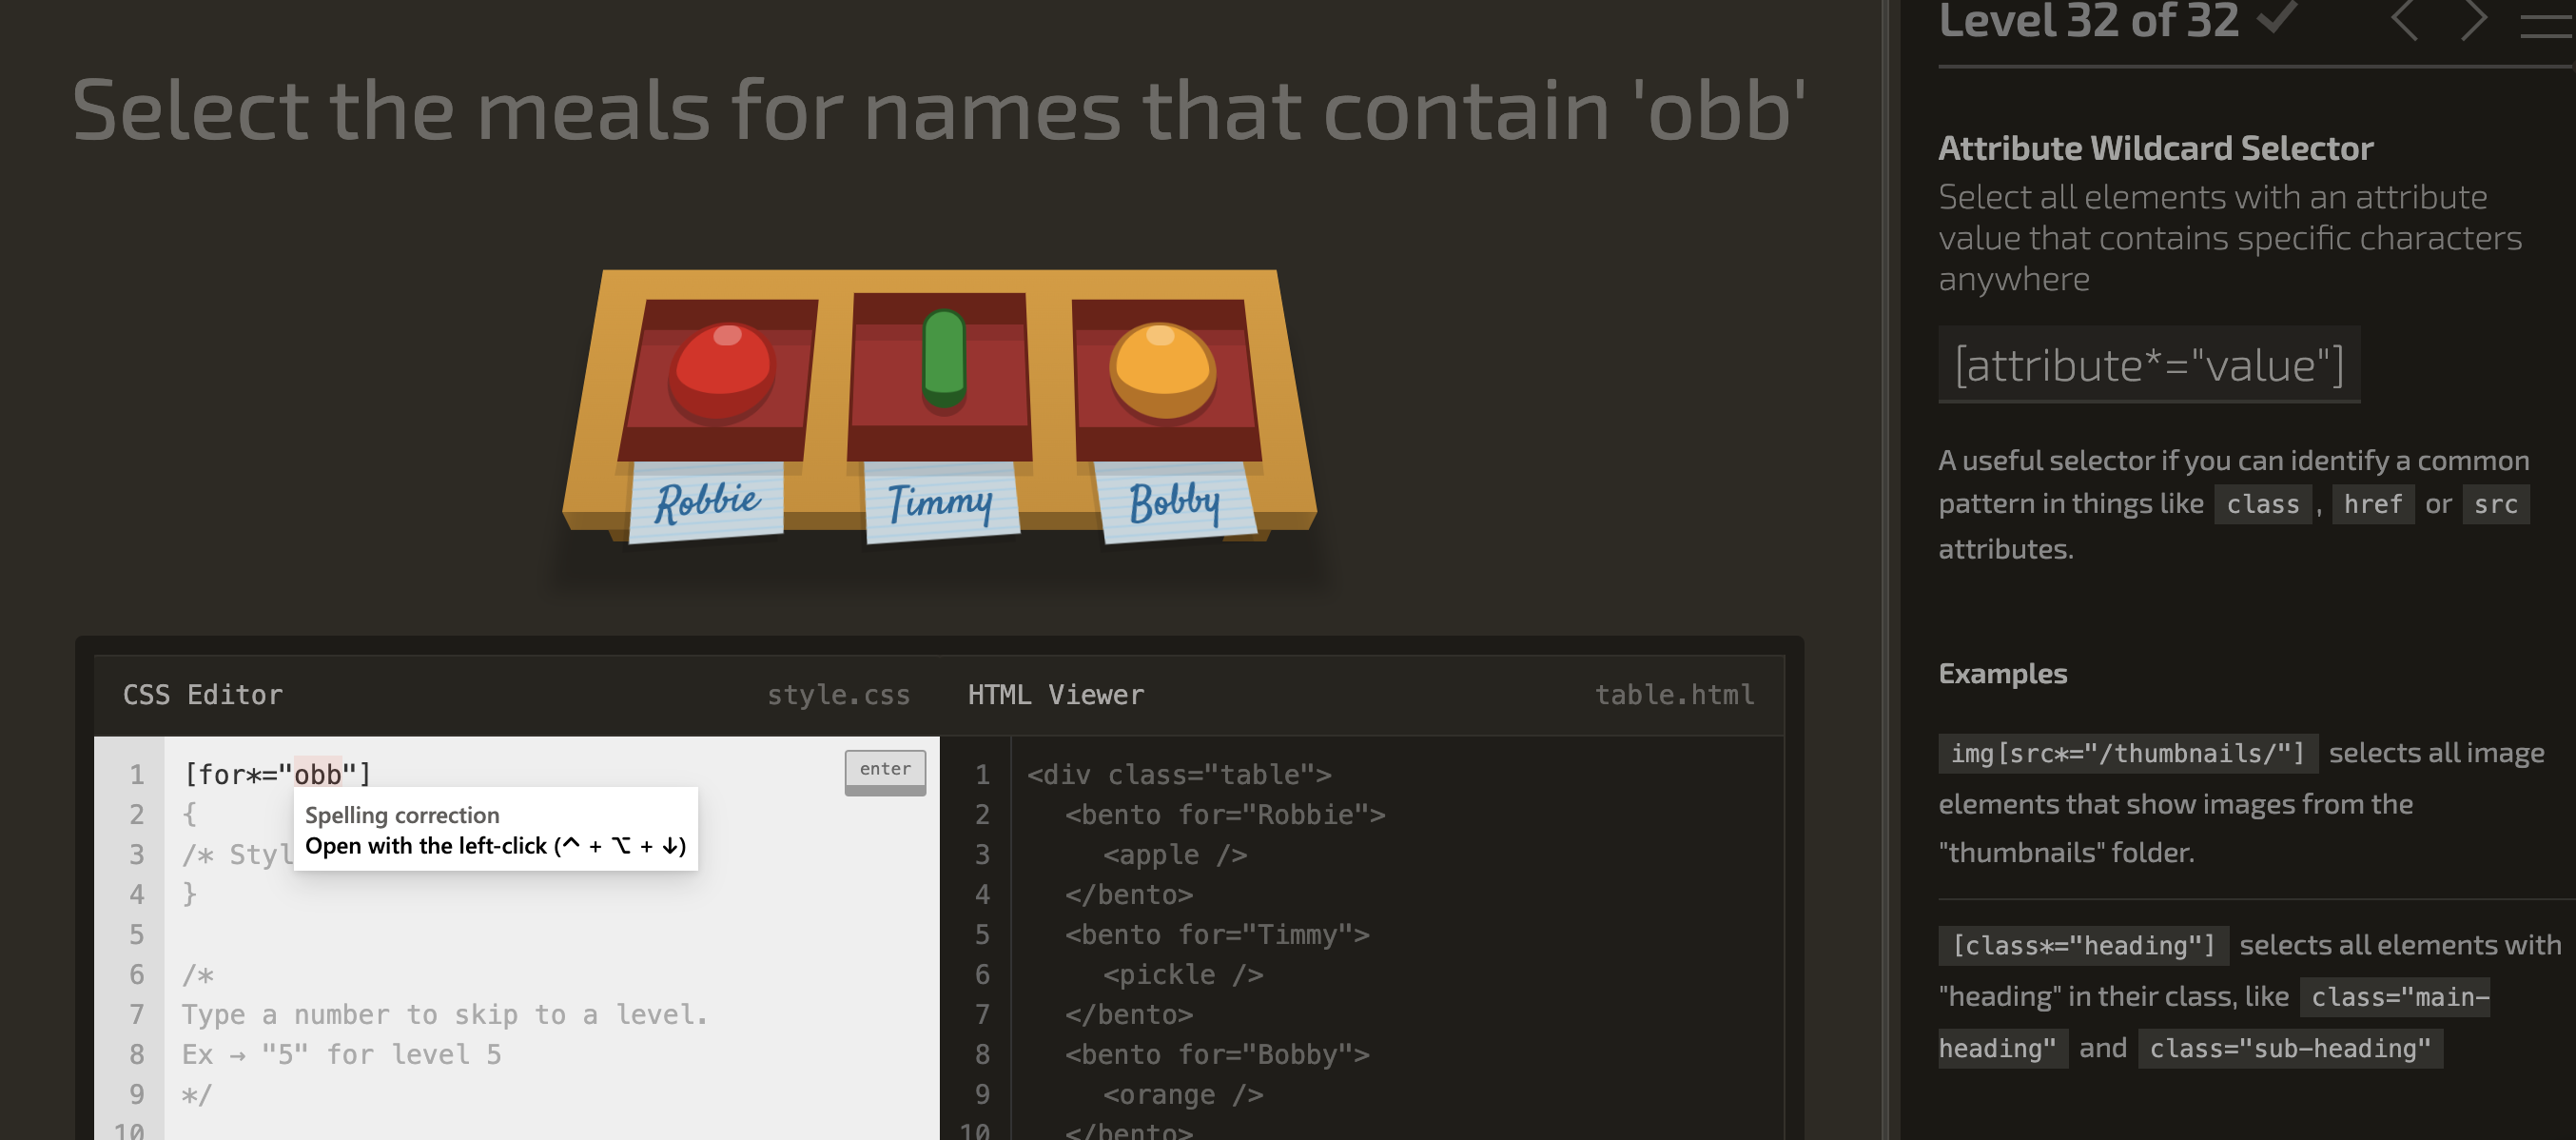 Select the meals for names that contain 'obb'
Robbie
Timmy
Bobby
CSS Editor
style.css
1 [for*="obb"]
enter
2 {
3 /* Styl
4 }
5
6 /*
7 Type a number to skip to a level.
8 Ex → "5" for level 5
9 */
10
Spelling correction
Open with the left-click (⌃ + ⌥ + ↓)
HTML Viewer
table.html
1 <div class="table">
2 <bento for="Robbie">
3 <apple />
4 </bento>
5 <bento for="Timmy">
6 <pickle />
7 </bento>
8 <bento for="Bobby">
9 <orange />
10 </bento>
Level 32 of 32
Attribute Wildcard Selector
Select all elements with an attribute
value that contains specific characters
anywhere
[attribute*="value"]
A useful selector if you can identify a common
pattern in things like class , href or src
attributes.
Examples
img[src*="/thumbnails/"] selects all image
elements that show images from the
"thumbnails" folder.
[class*="heading"] selects all elements with
"heading" in their class, like class="main-
heading" and class="sub-heading"